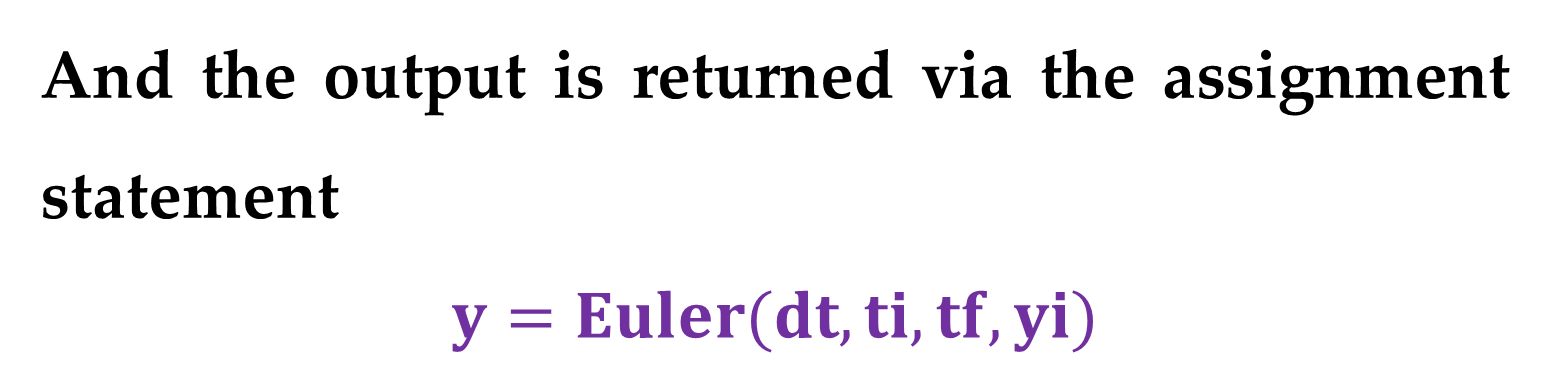 And the output is returned via the assignment
statement
y = Euler(dt, ti, tf, yi)